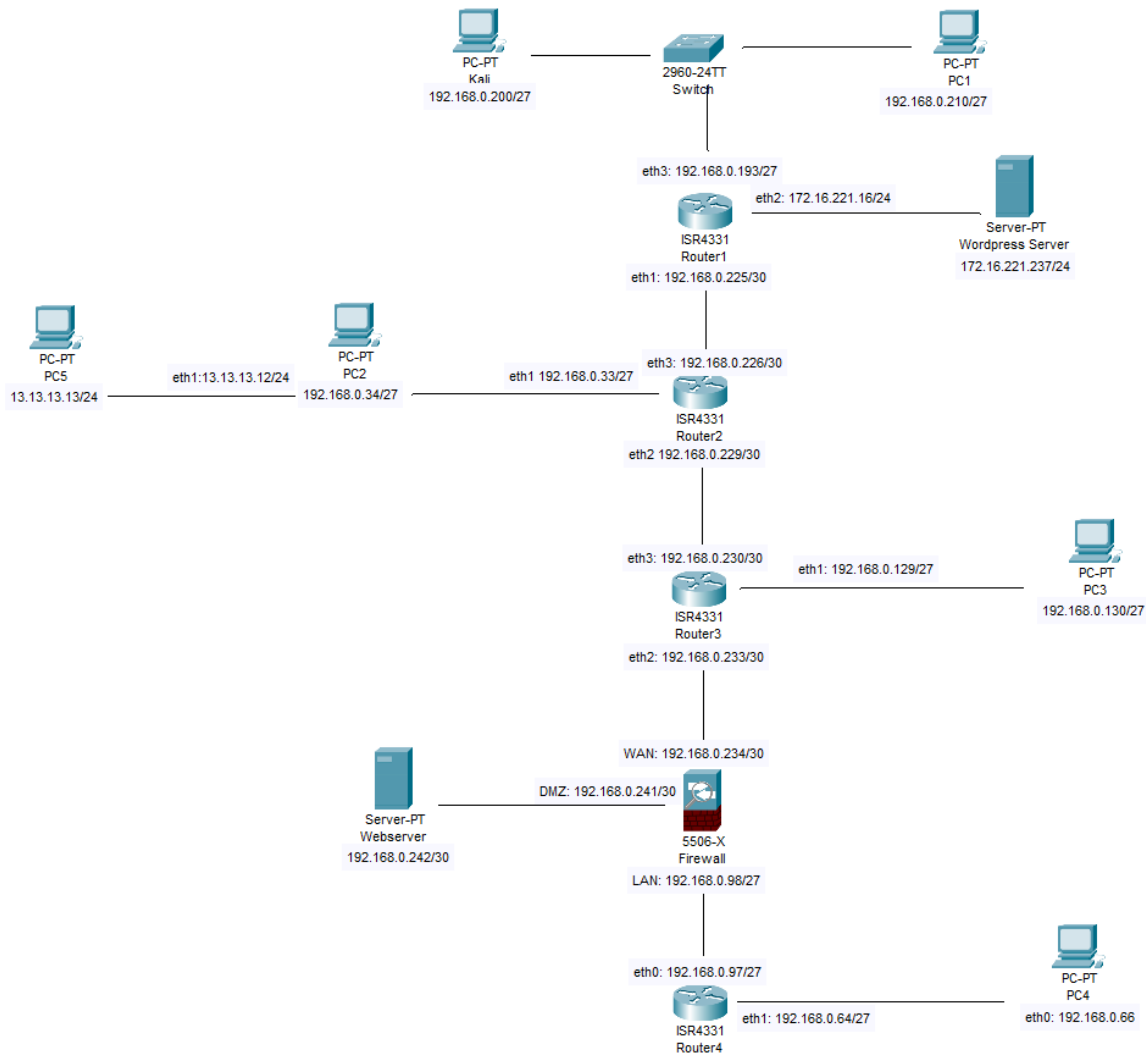 PC-PT
Kali
192.168.0.200/27
2960-24TT
Switch
PC-PT
PC1
192.168.0.210/27
eth3: 192.168.0.193/27
eth2: 172.16.221.16/24
ISR4331
Router1
Server-PT
Wordpress Server
172.16.221.237/24
eth1: 192.168.0.225/30
PC-PT
PC5
13.13.13.13/24
eth1:13.13.13.12/24
PC-PT
PC2
192.168.0.34/27
eth1 192.168.0.33/27
eth3: 192.168.0.226/30
ISR4331
Router2
eth2 192.168.0.229/30
eth3: 192.168.0.230/30
eth1: 192.168.0.129/27
PC-PT
PC3
192.168.0.130/27
ISR4331
Router3
eth2: 192.168.0.233/30
WAN: 192.168.0.234/30
DMZ: 192.168.0.241/30
Server-PT
Webserver
192.168.0.242/30
5506-X
Firewall
LAN: 192.168.0.98/27
eth0: 192.168.0.97/27
ISR4331
Router4
eth1: 192.168.0.64/27
PC-PT
PC4
eth0: 192.168.0.66